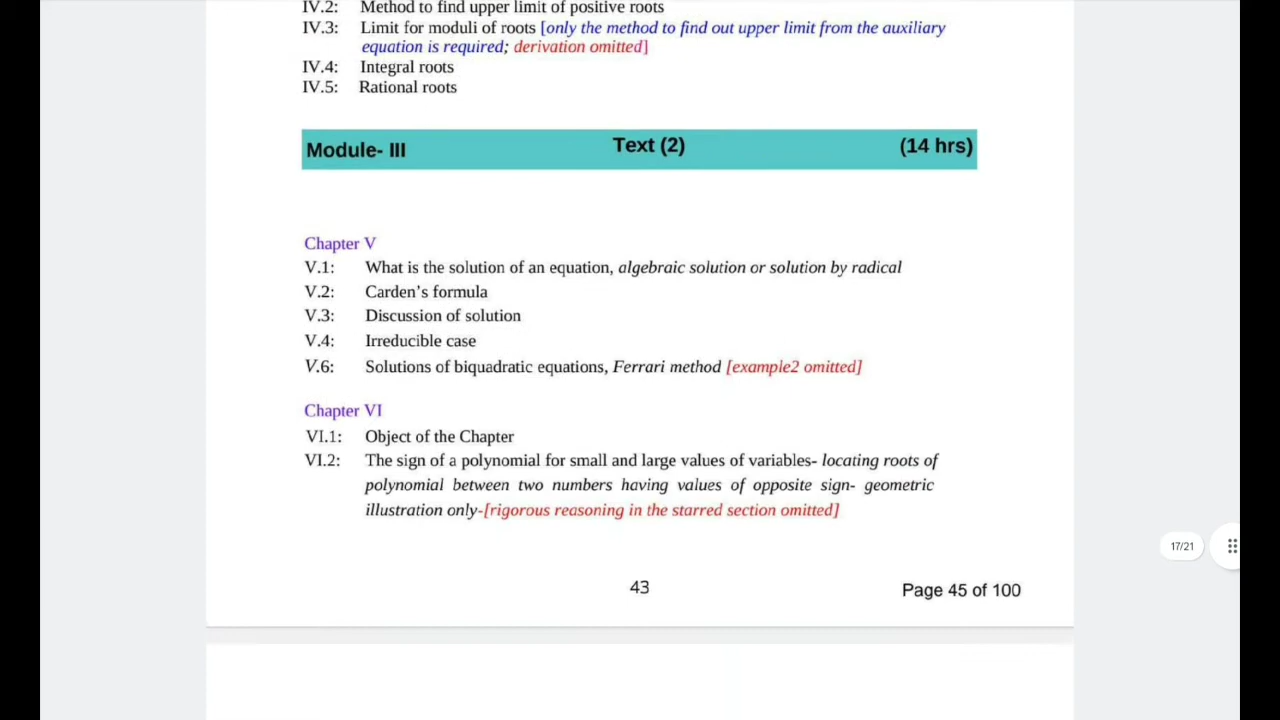 IV.2: Method to find upper limit of positive roots
IV.3: Limit for moduli of roots [only the method to find out upper limit from the auxiliary
equation is required; derivation omitted]
IV.4: Integral roots
IV.5: Rational roots
Module- III Text (2) (14 hrs)
Chapter V
V.1: What is the solution of an equation, algebraic solution or solution by radical
V.2: Carden's formula
V.3: Discussion of solution
V.4: Irreducible case
V.6: Solutions of biquadratic equations, Ferrari method [example2 omitted]
Chapter VI
VI.1: Object of the Chapter
VI.2: The sign of a polynomial for small and large values of variables- locating roots of
polynomial between two numbers having values of opposite sign- geometric
illustration only-[rigorous reasoning in the starred section omitted]
17/21
43
Page 45 of 100